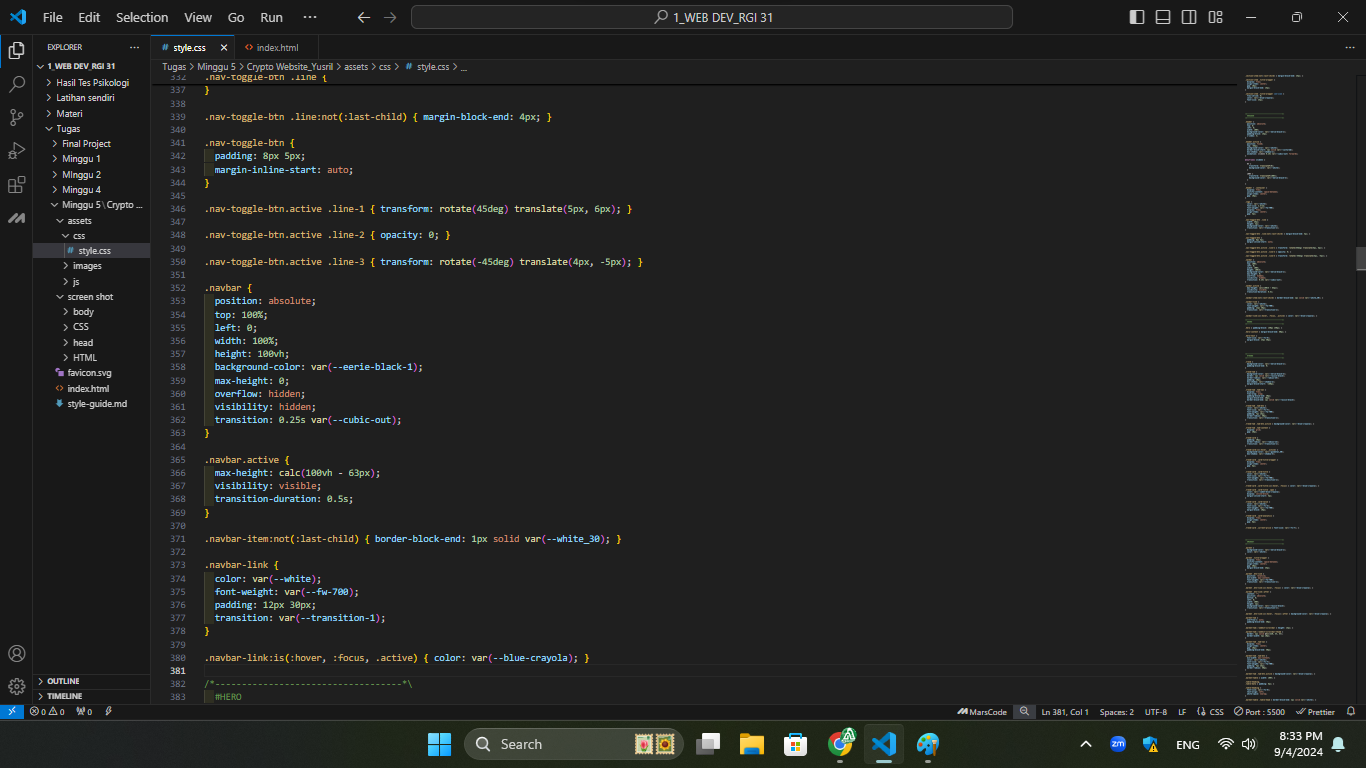 File Edit Selection View Go Run ··· 1_WEB DEV_RGI 31
EXPLORER ···
1_WEB DEV_RGI 31
Hasil Tes Psikologi
Latihan sendiri
Materi
Tugas
Final Project
Minggu 1
MInggu 2
Minggu 4
Minggu 5 \ Crypto ...
assets
css
# style.css
images
js
screen shot
body
CSS
head
HTML
favicon.svg
<> index.html
style-guide.md
OUTLINE
TIMELINE
# style.css × <> index.html ···
Tugas > Minggu 5 > Crypto Website_Yusril > assets > css > # style.css > ...
332 .nav-toggle-btn .line {
337 }
338
339 .nav-toggle-btn .line:not(:last-child) { margin-block-end: 4px; }
340
341 .nav-toggle-btn {
342   padding: 8px 5px;
343   margin-inline-start: auto;
344 }
345
346 .nav-toggle-btn.active .line-1 { transform: rotate(45deg) translate(5px, 6px); }
347
348 .nav-toggle-btn.active .line-2 { opacity: 0; }
349
350 .nav-toggle-btn.active .line-3 { transform: rotate(-45deg) translate(4px, -5px); }
351
352 .navbar {
353   position: absolute;
354   top: 100%;
355   left: 0;
356   width: 100%;
357   height: 100vh;
358   background-color: var(--eerie-black-1);
359   max-height: 0;
360   overflow: hidden;
361   visibility: hidden;
362   transition: 0.25s var(--cubic-out);
363 }
364
365 .navbar.active {
366   max-height: calc(100vh - 63px);
367   visibility: visible;
368   transition-duration: 0.5s;
369 }
370
371 .navbar-item:not(:last-child) { border-block-end: 1px solid var(--white_30); }
372
373 .navbar-link {
374   color: var(--white);
375   font-weight: var(--fw-700);
376   padding: 12px 30px;
377   transition: var(--transition-1);
378 }
379
380 .navbar-link:is(:hover, :focus, .active) { color: var(--blue-crayola); }
381
382 /*-----------------------------------*\
383   #HERO
0 0 0 MarsCode Ln 381, Col 1 Spaces: 2 UTF-8 LF {} CSS Port : 5500 Prettier
Search zm ENG 8:33 PM
9/4/2024